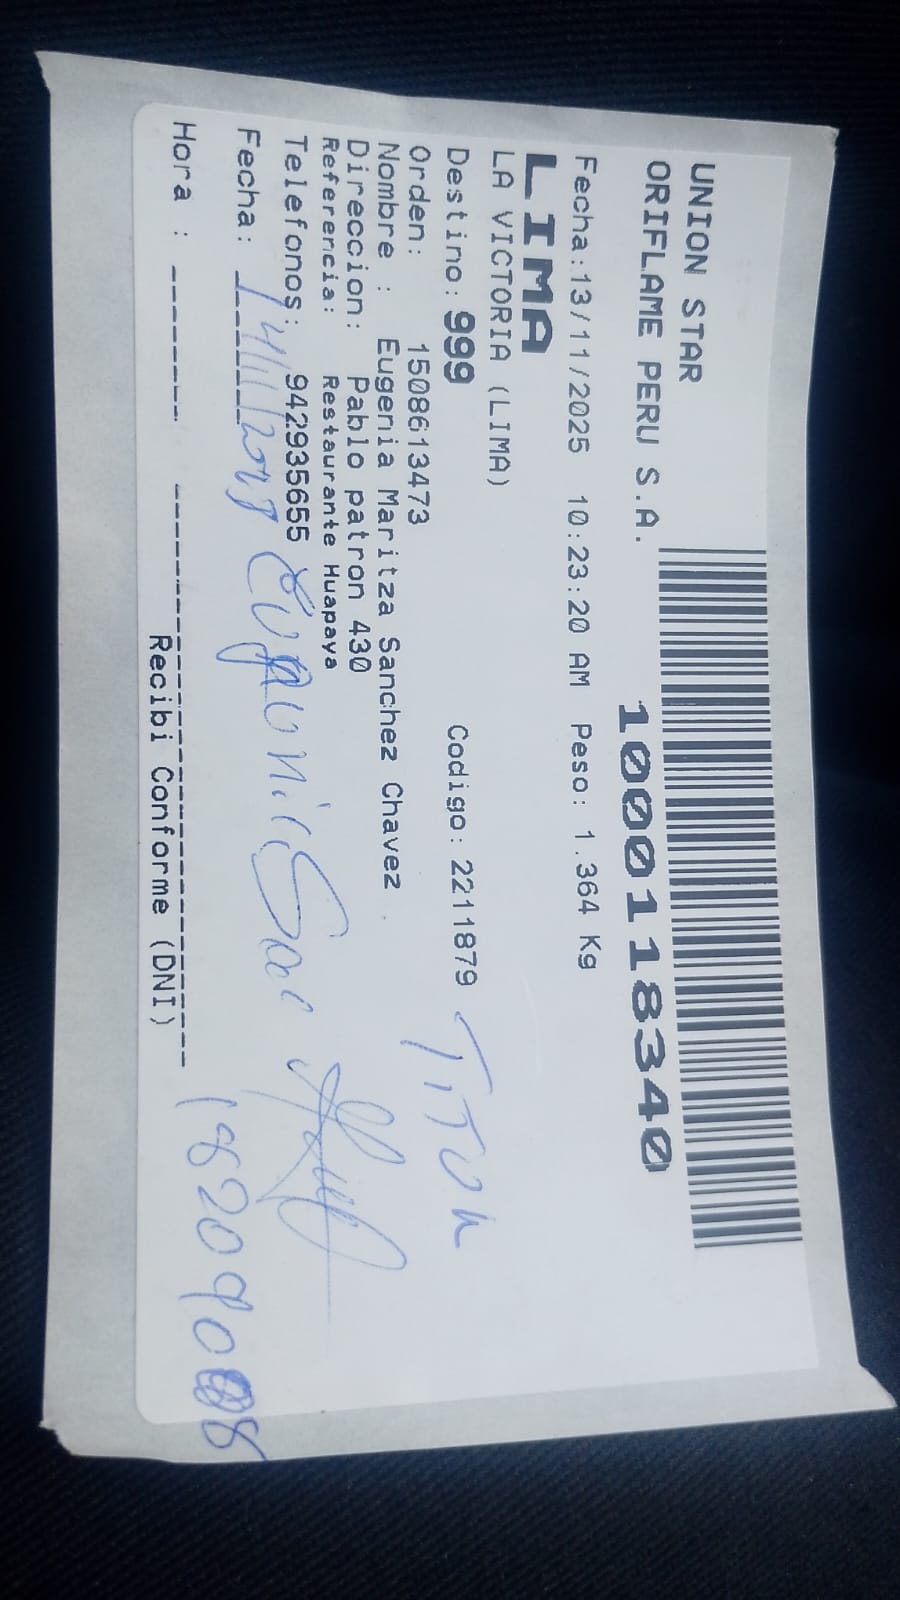 UNION STAR
ORIFLAME PERU S.A.
10001118340
Fecha:13/11/2025 10:23:20 AM Peso: 1.364 Kg
LIMA
LA VICTORIA (LIMA)
Destino: 999 Codigo: 2211879
TiTuh
Orden: 1508613473
Nombre : Eugenia Maritza Sanchez Chavez
Direccion: Pablo patron 430
Referencia: Restaurante Huapaya
Telefonos: 942935655
Fecha:
Hora :
Recibi Conforme (DNI)